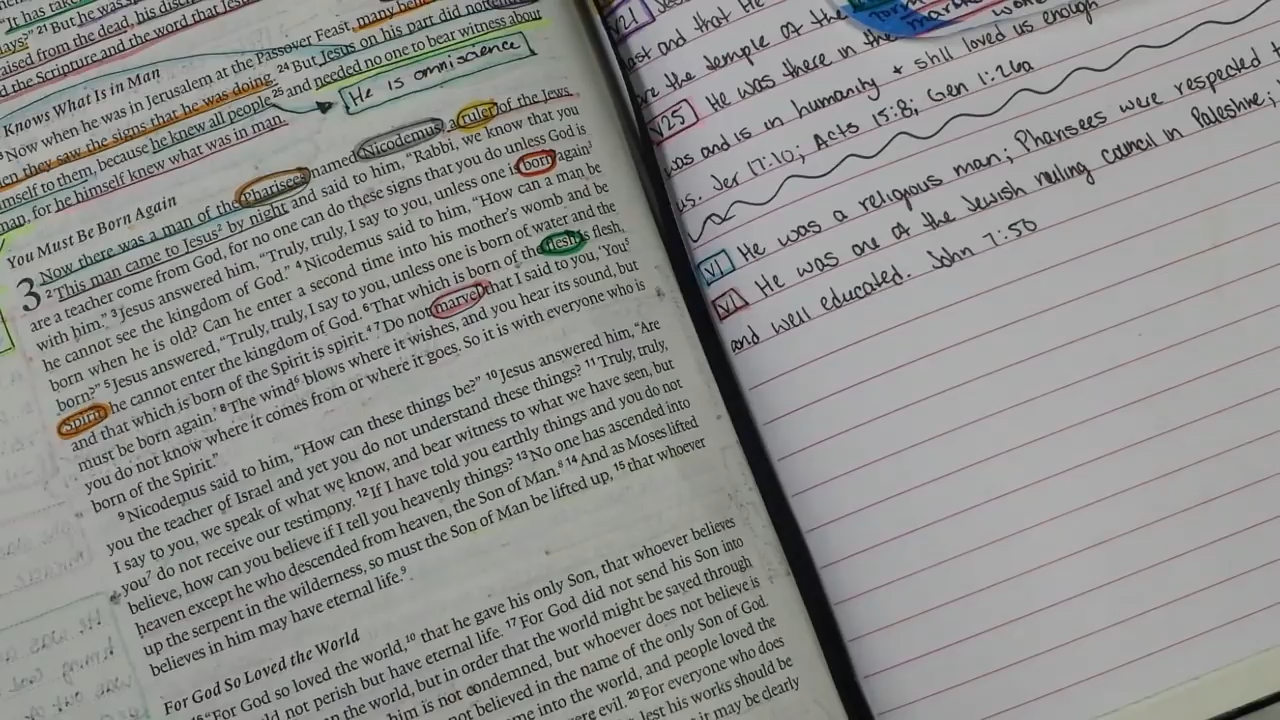 "It has take
days?" 21 But he was sp
raised from the dead, his disci
d the Scripture and the word that Jesu
Knows What Is in Man
Now when he was in Jerusalem at the Passover Feast, many beli
en they saw the signs that he was doing. 24 But Jesus on his part did not
imself to them, because he knew all people 25 and needed no one to bear witness about
man, for he himself knew what was in man.
He is omniscience
You Must Be Born Again
3 Now there was a man of the Pharisees named Nicodemus, a ruler of the Jews.
2 This man came to Jesus2 by night and said to him, "Rabbi, we know that you
are a teacher come from God, for no one can do these signs that you do unless God is
with him." 3 Jesus answered him, "Truly, truly, I say to you, unless one is born again3
he cannot see the kingdom of God." 4 Nicodemus said to him, "How can a man be
born when he is old? Can he enter a second time into his mother's womb and be
born?" 5 Jesus answered, "Truly, truly, I say to you, unless one is born of water and the
Spirit, he cannot enter the kingdom of God. 6 That which is born of the flesh is flesh,
and that which is born of the Spirit is spirit.4 7 Do not marvel that I said to you, 'You5
must be born again.' 8 The wind6 blows where it wishes, and you hear its sound, but
you do not know where it comes from or where it goes. So it is with everyone who is
born of the Spirit."
9 Nicodemus said to him, "How can these things be?" 10 Jesus answered him, "Are
you the teacher of Israel and yet you do not understand these things? 11 Truly, truly,
I say to you, we speak of what we know, and bear witness to what we have seen, but
you7 do not receive our testimony. 12 If I have told you earthly things and you do not
believe, how can you believe if I tell you heavenly things? 13 No one has ascended into
heaven except he who descended from heaven, the Son of Man.8 14 And as Moses lifted
up the serpent in the wilderness, so must the Son of Man be lifted up, 15 that whoever
believes in him may have eternal life.9
For God So Loved the World
16 "For God so loved the world,10 that he gave his only Son, that whoever believes
ld not perish but have eternal life. 17 For God did not send his Son into
n the world, but in order that the world might be saved through
him is not condemned, but whoever does not believe is
not believed in the name of the only Son of God.
me into the world, and people loved the
ere evil. 20 For everyone who does
lest his works should be
it may be clearly
V21
ast and that He
are the temple of the
He was there in the
V25
was and is in humanity + still loved us enough
us. Jer 17:10; Acts 15:8; Gen 1:26a
V1 He was a religious man; Pharisees were respected
V1 He was one of the Jewish ruling council in Palestine;
and well educated. John 7:50